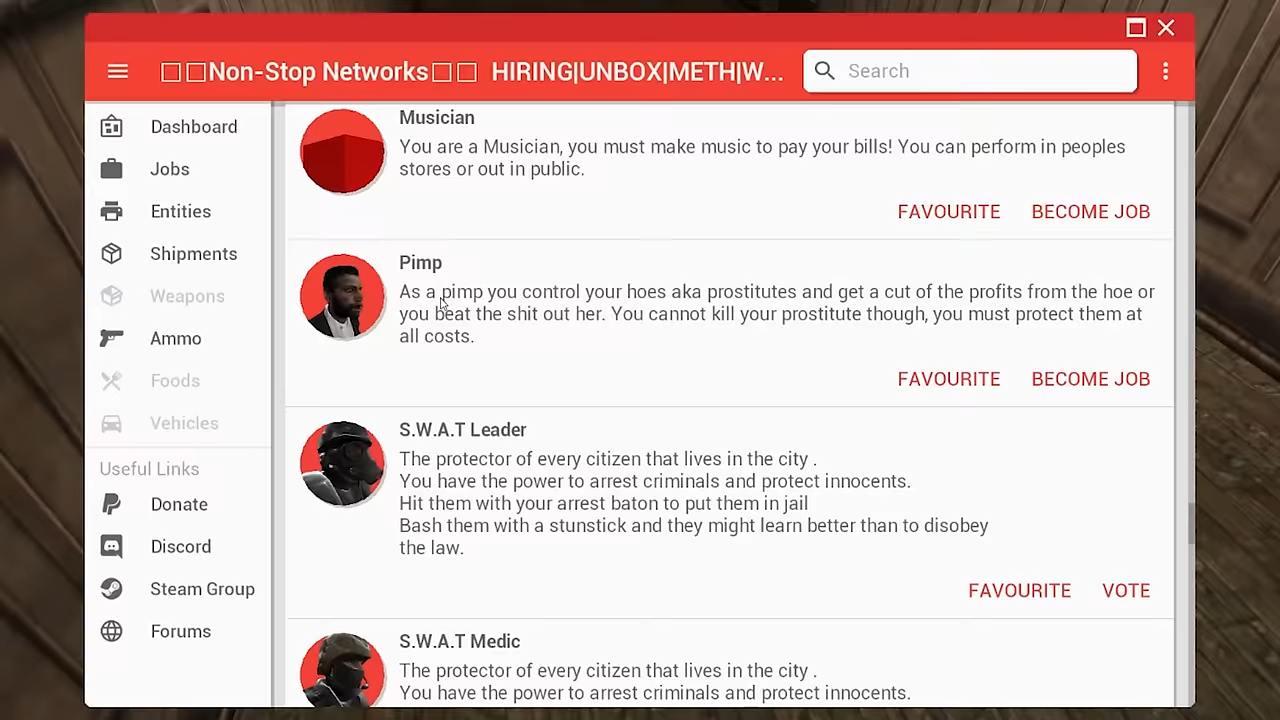 □□Non-Stop Networks□□ HIRING|UNBOX|METH|W...
Search
Dashboard
Jobs
Entities
Shipments
Weapons
Ammo
Foods
Vehicles
Useful Links
Donate
Discord
Steam Group
Forums
Musician
You are a Musician, you must make music to pay your bills! You can perform in peoples
stores or out in public.
FAVOURITE BECOME JOB
Pimp
As a pimp you control your hoes aka prostitutes and get a cut of the profits from the hoe or
you beat the shit out her. You cannot kill your prostitute though, you must protect them at
all costs.
FAVOURITE BECOME JOB
S.W.A.T Leader
The protector of every citizen that lives in the city .
You have the power to arrest criminals and protect innocents.
Hit them with your arrest baton to put them in jail
Bash them with a stunstick and they might learn better than to disobey
the law.
FAVOURITE VOTE
S.W.A.T Medic
The protector of every citizen that lives in the city .
You have the power to arrest criminals and protect innocents.